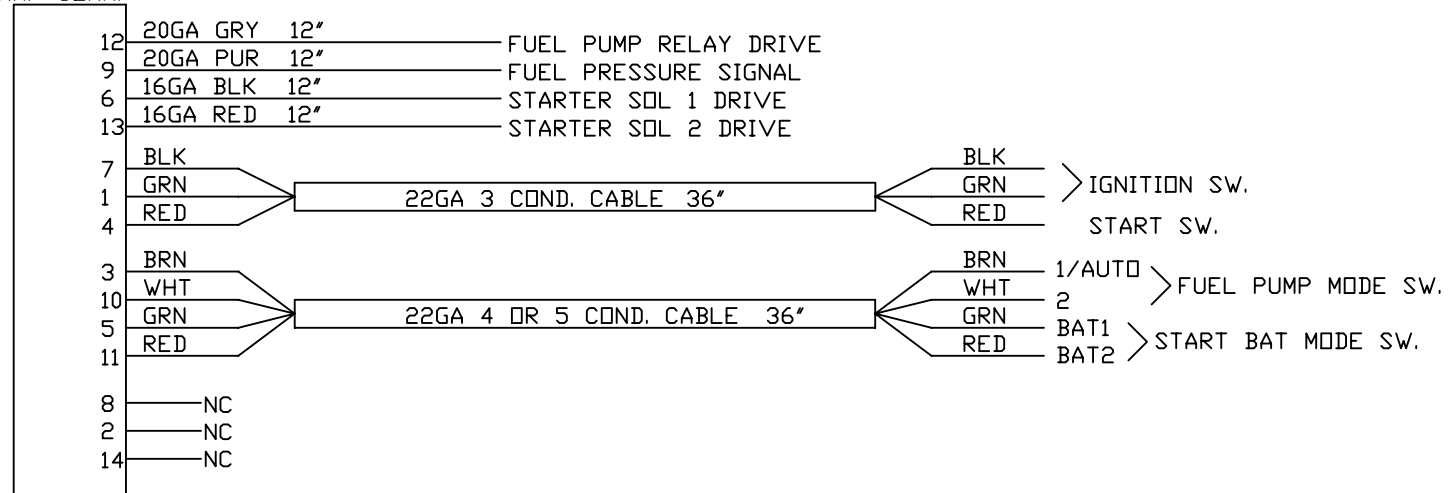 20GA GRY 12"
12
FUEL PUMP RELAY DRIVE
20GA PUR 12"
9
FUEL PRESSURE SIGNAL
16GA BLK 12"
6
STARTER SOL 1 DRIVE
16GA RED 12"
13
STARTER SOL 2 DRIVE
BLK BLK
7
GRN GRN
1
22GA 3 COND. CABLE 36"
IGNITION SW.
RED RED
4
START SW.
BRN BRN
3
1/AUTO
WHT WHT
10
2
FUEL PUMP MODE SW.
GRN GRN
5
22GA 4 OR 5 COND. CABLE 36"
BAT1
RED RED
11
BAT2
START BAT MODE SW.
8 NC
2 NC
14 NC